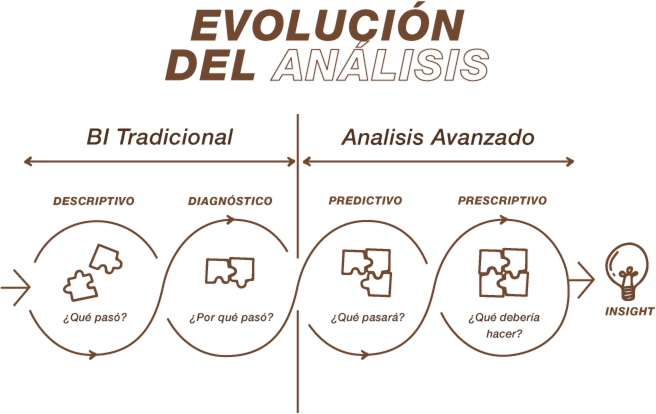 EVOLUCIÓN
DEL ANÁLISIS
BI Tradicional
Analisis Avanzado
DESCRIPTIVO
DIAGNÓSTICO
PREDICTIVO
PRESCRIPTIVO
¿Qué pasó?
¿Por qué pasó?
¿Qué pasará?
¿Qué debería
hacer?
INSIGHT